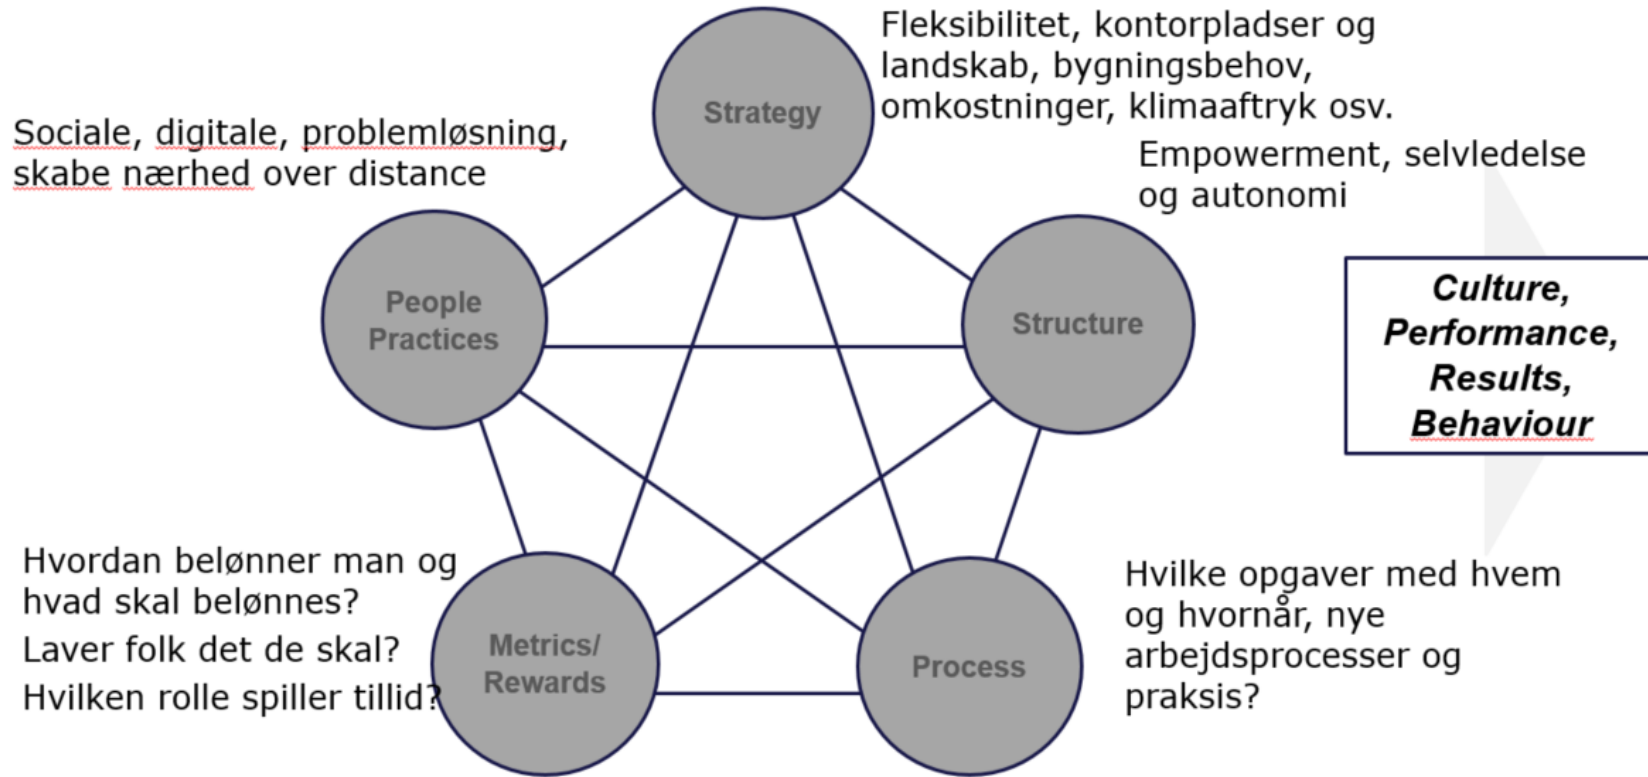 Fleksibilitet, kontorpladser og
landskab, bygningsbehov,
omkostninger, klimaaftryk osv.
Strategy
Sociale, digitale, problemløsning,
skabe nærhed over distance
Empowerment, selvledelse
og autonomi
People
Practices
Structure
Culture,
Performance,
Results,
Behaviour
Hvordan belønner man og
hvad skal belønnes?
Laver folk det de skal?
Hvilken rolle spiller tillid?
Metrics/
Rewards
Process
Hvilke opgaver med hvem
og hvornår, nye
arbejdsprocesser og
praksis?